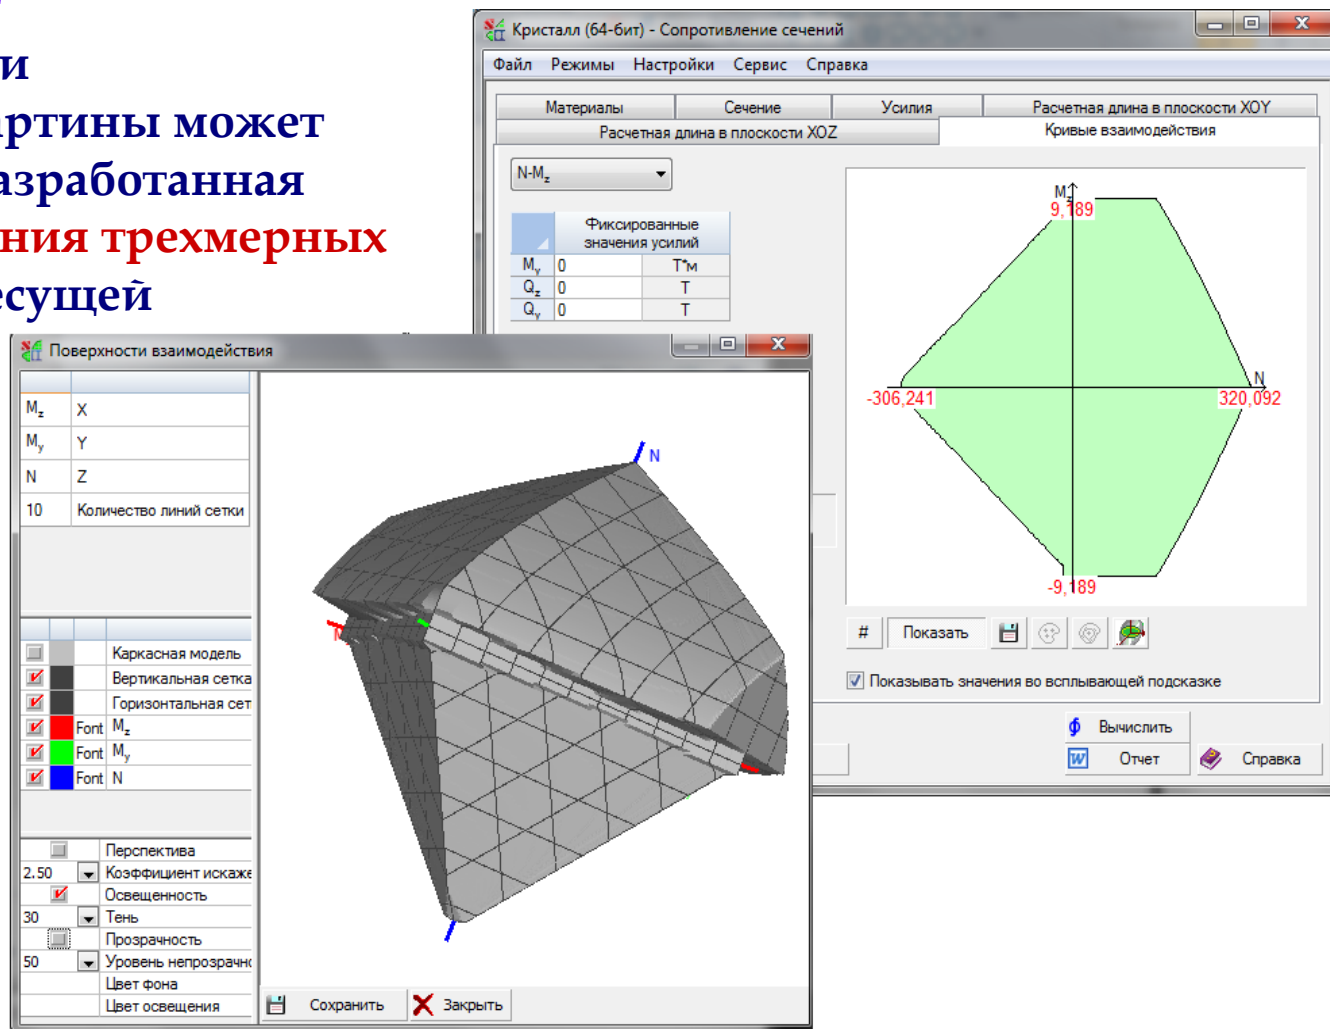 и
артины может
азработанная
ния трехмерных
есущей
Кристалл (64-бит) - Сопротивление сечений
Файл Режимы Настройки Сервис Справка
Материалы Сечение Усилия Расчетная длина в плоскости XOY
Расчетная длина в плоскости XOZ Кривые взаимодействия
N-Mz
Фиксированные
значения усилий
My 0 Т*м
Qz 0 Т
Qy 0 Т
Mz
9,189
N
-306,241 320,092
-9,189
# Показать
Показывать значения во всплывающей подсказке
Вычислить
Отчет Справка
Поверхности взаимодействия
Mz X
My Y
N Z
10 Количество линий сетки
Каркасная модель
Вертикальная сетка
Горизонтальная сет
Font Mz
Font My
Font N
Перспектива
2.50 Коэффициент искаже
Освещенность
30 Тень
Прозрачность
50 Уровень непрозрачн
Цвет фона
Цвет освещения
N
M
Сохранить Закрыть